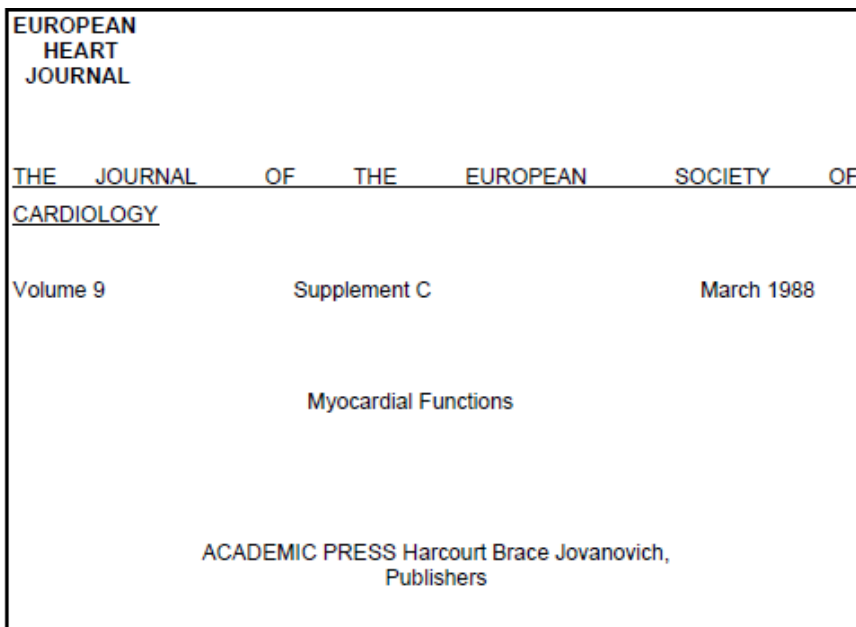 EUROPEAN
HEART
JOURNAL
THE JOURNAL OF THE EUROPEAN SOCIETY OF
CARDIOLOGY
Volume 9 Supplement C March 1988
Myocardial Functions
ACADEMIC PRESS Harcourt Brace Jovanovich,
Publishers